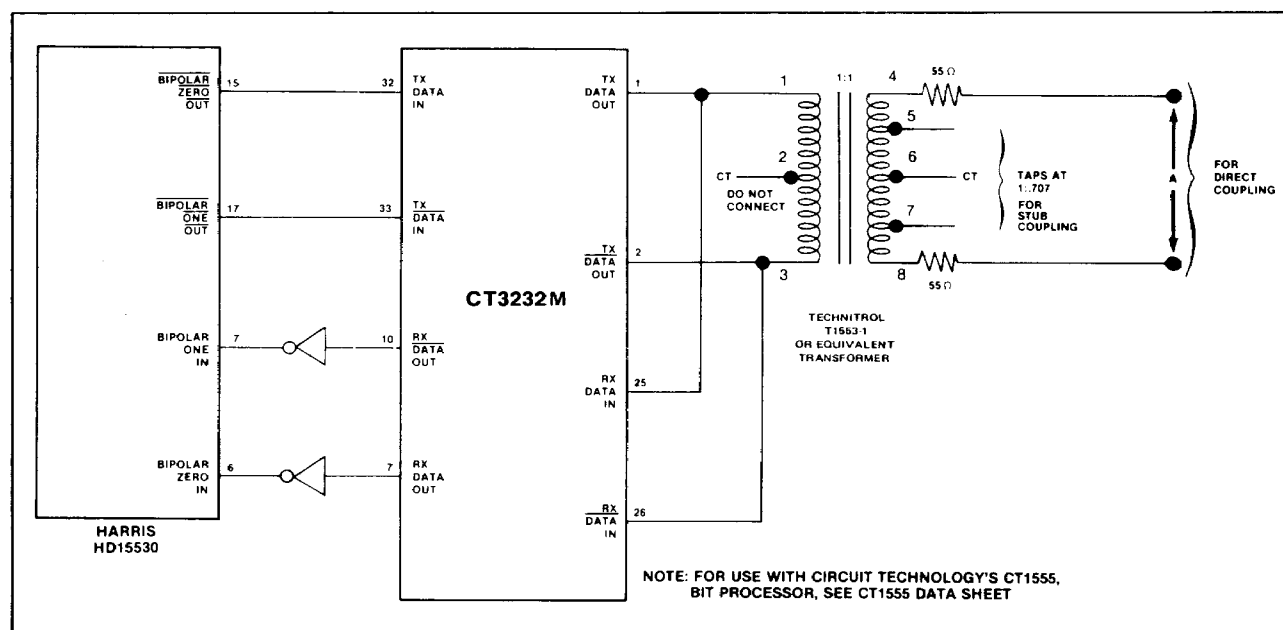 BIPOLAR
ZERO
OUT
15
32
TX
DATA
IN
TX
DATA
OUT
1
1
1:1
4
55 Ω
5
2
6
CT
DO NOT
CONNECT
CT
TAPS AT
1:.707
FOR
STUB
COUPLING
A
FOR
DIRECT
COUPLING
7
BIPOLAR
ONE
OUT
17
33
TX
DATA
IN
TX
DATA
OUT
2
3
8
55 Ω
CT3232M
TECHNITROL
T1553-1
OR EQUIVALENT
TRANSFORMER
BIPOLAR
ONE
IN
7
10
RX
DATA
OUT
RX
DATA
IN
25
BIPOLAR
ZERO
IN
6
7
RX
DATA
OUT
RX
DATA
IN
26
HARRIS
HD15530
NOTE: FOR USE WITH CIRCUIT TECHNOLOGY'S CT1555,
BIT PROCESSOR, SEE CT1555 DATA SHEET